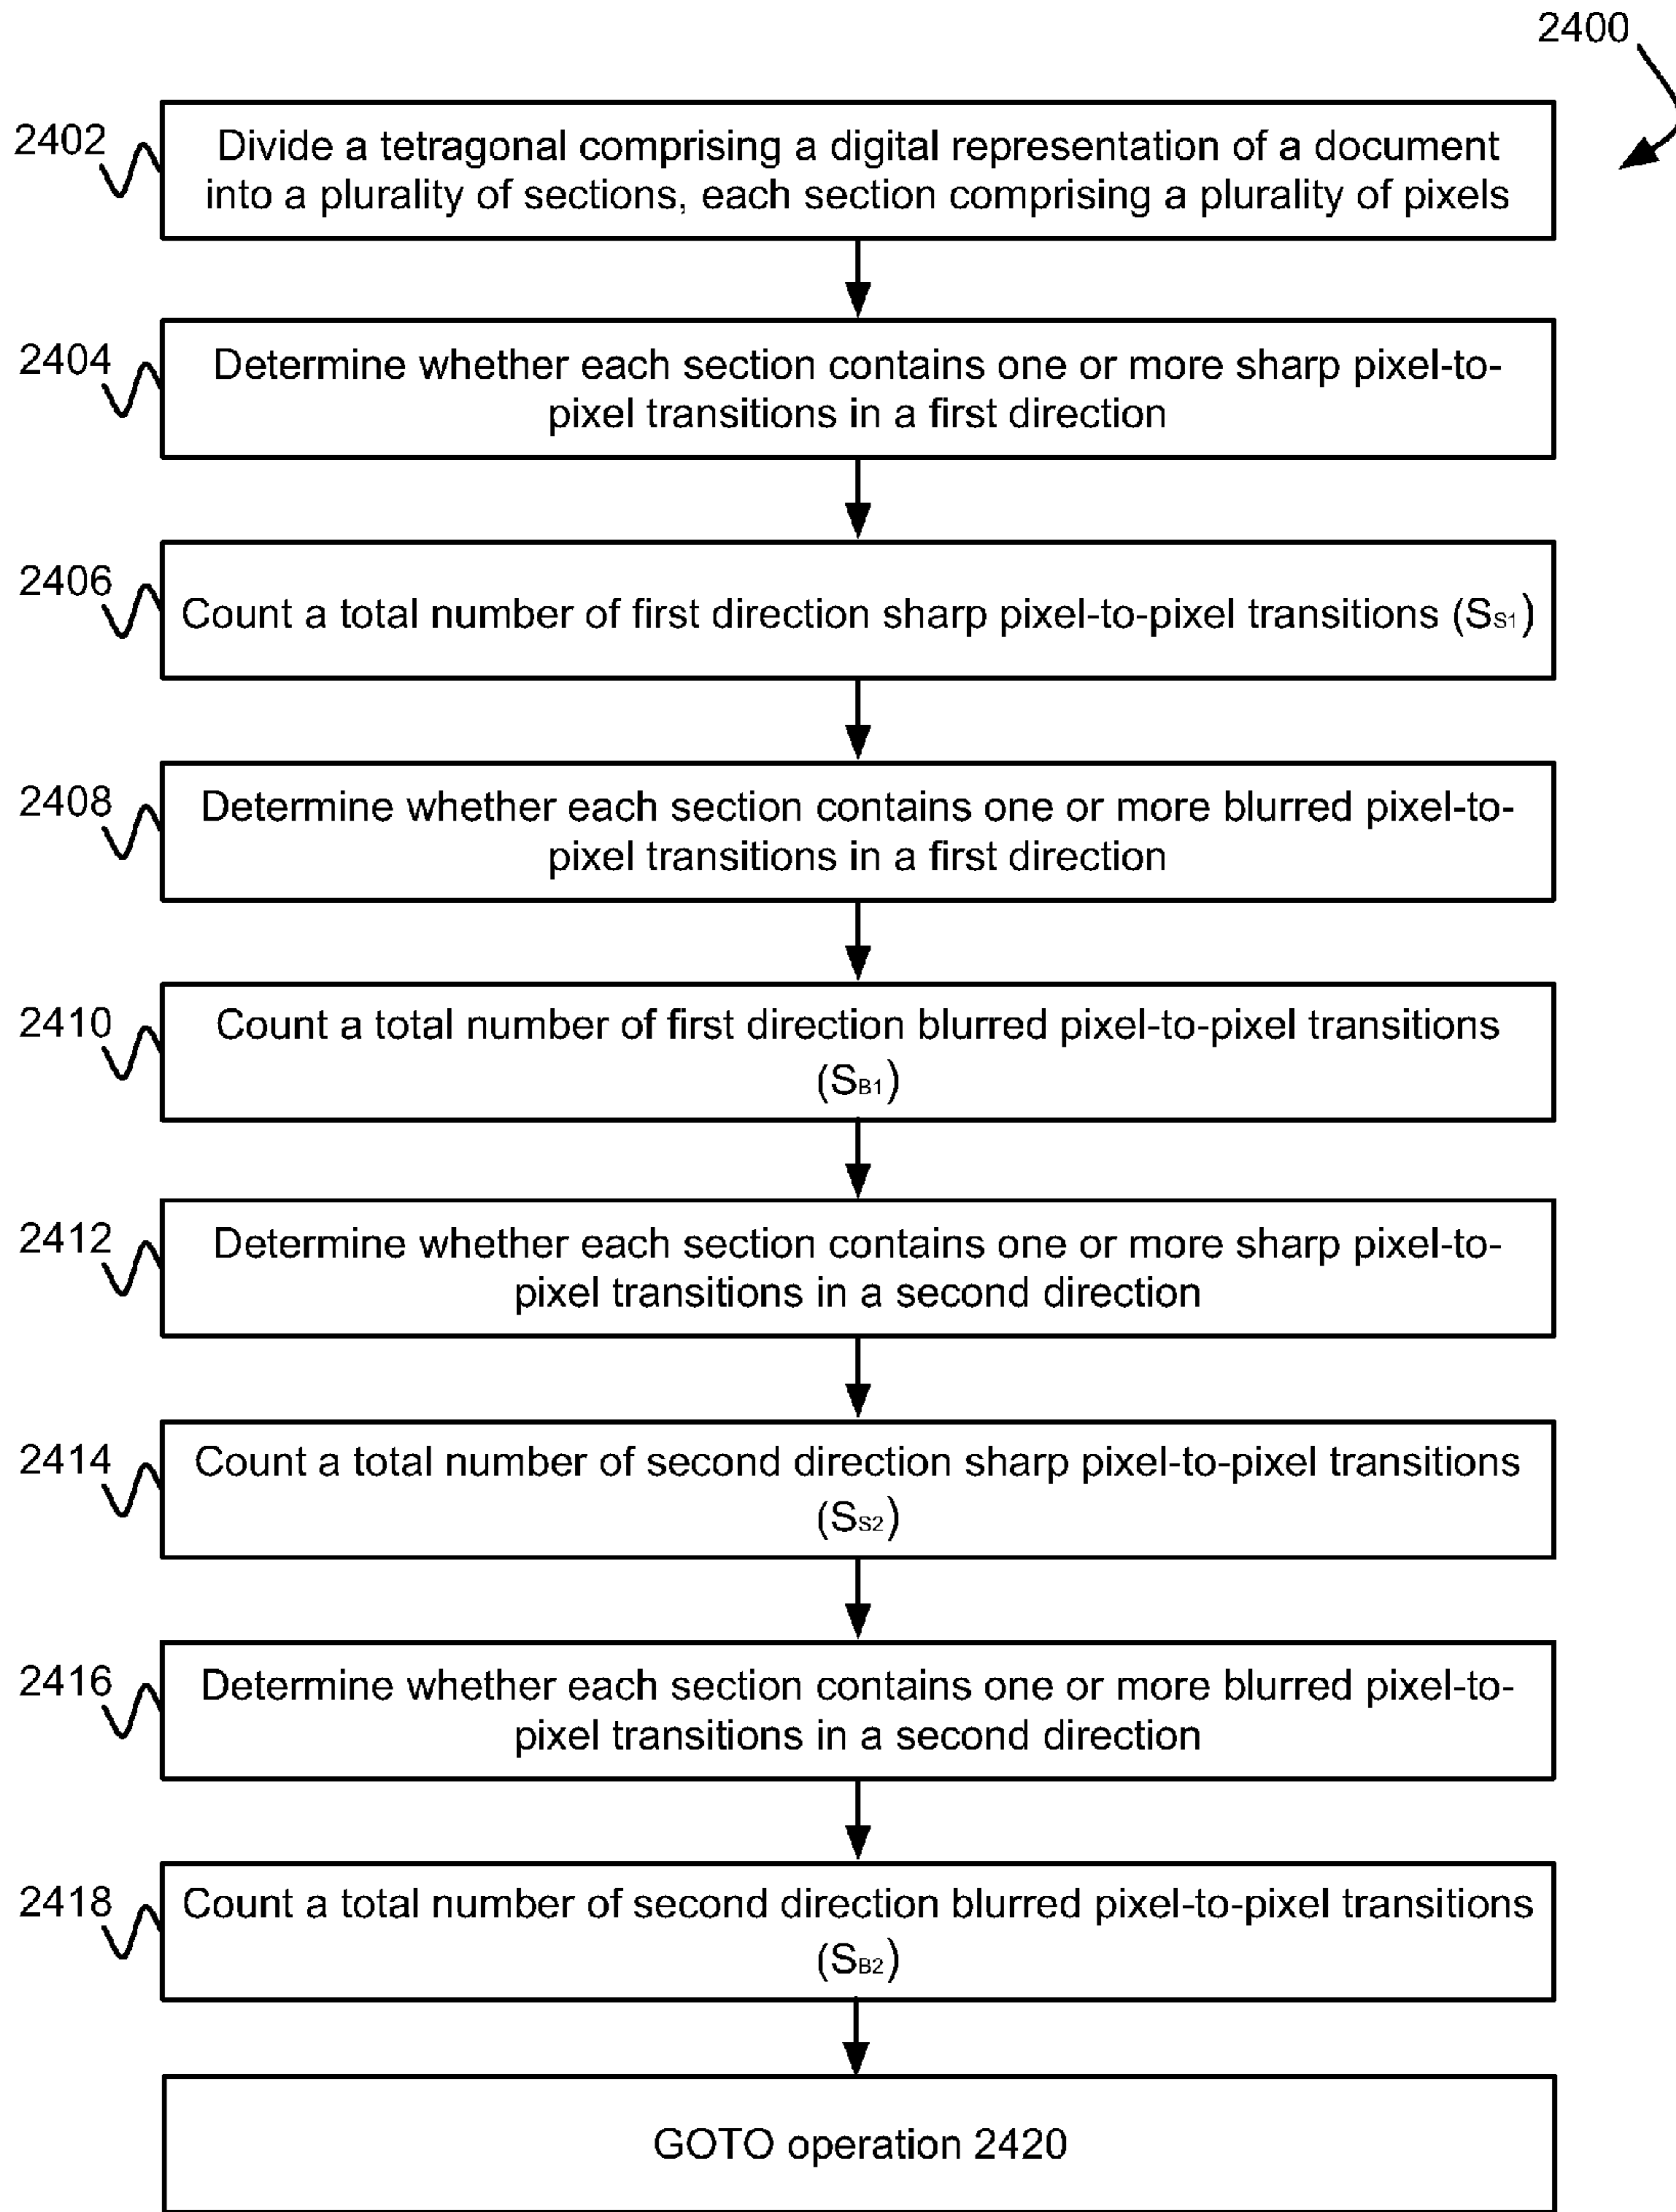 2400
2402
Divide a tetragonal comprising a digital representation of a document
into a plurality of sections, each section comprising a plurality of pixels
2404
Determine whether each section contains one or more sharp pixel-to-
pixel transitions in a first direction
2406
Count a total number of first direction sharp pixel-to-pixel transitions (SS1)
2408
Determine whether each section contains one or more blurred pixel-to-
pixel transitions in a first direction
2410
Count a total number of first direction blurred pixel-to-pixel transitions
(SB1)
2412
Determine whether each section contains one or more sharp pixel-to-
pixel transitions in a second direction
2414
Count a total number of second direction sharp pixel-to-pixel transitions
(SS2)
2416
Determine whether each section contains one or more blurred pixel-to-
pixel transitions in a second direction
2418
Count a total number of second direction blurred pixel-to-pixel transitions
(SB2)
GOTO operation 2420